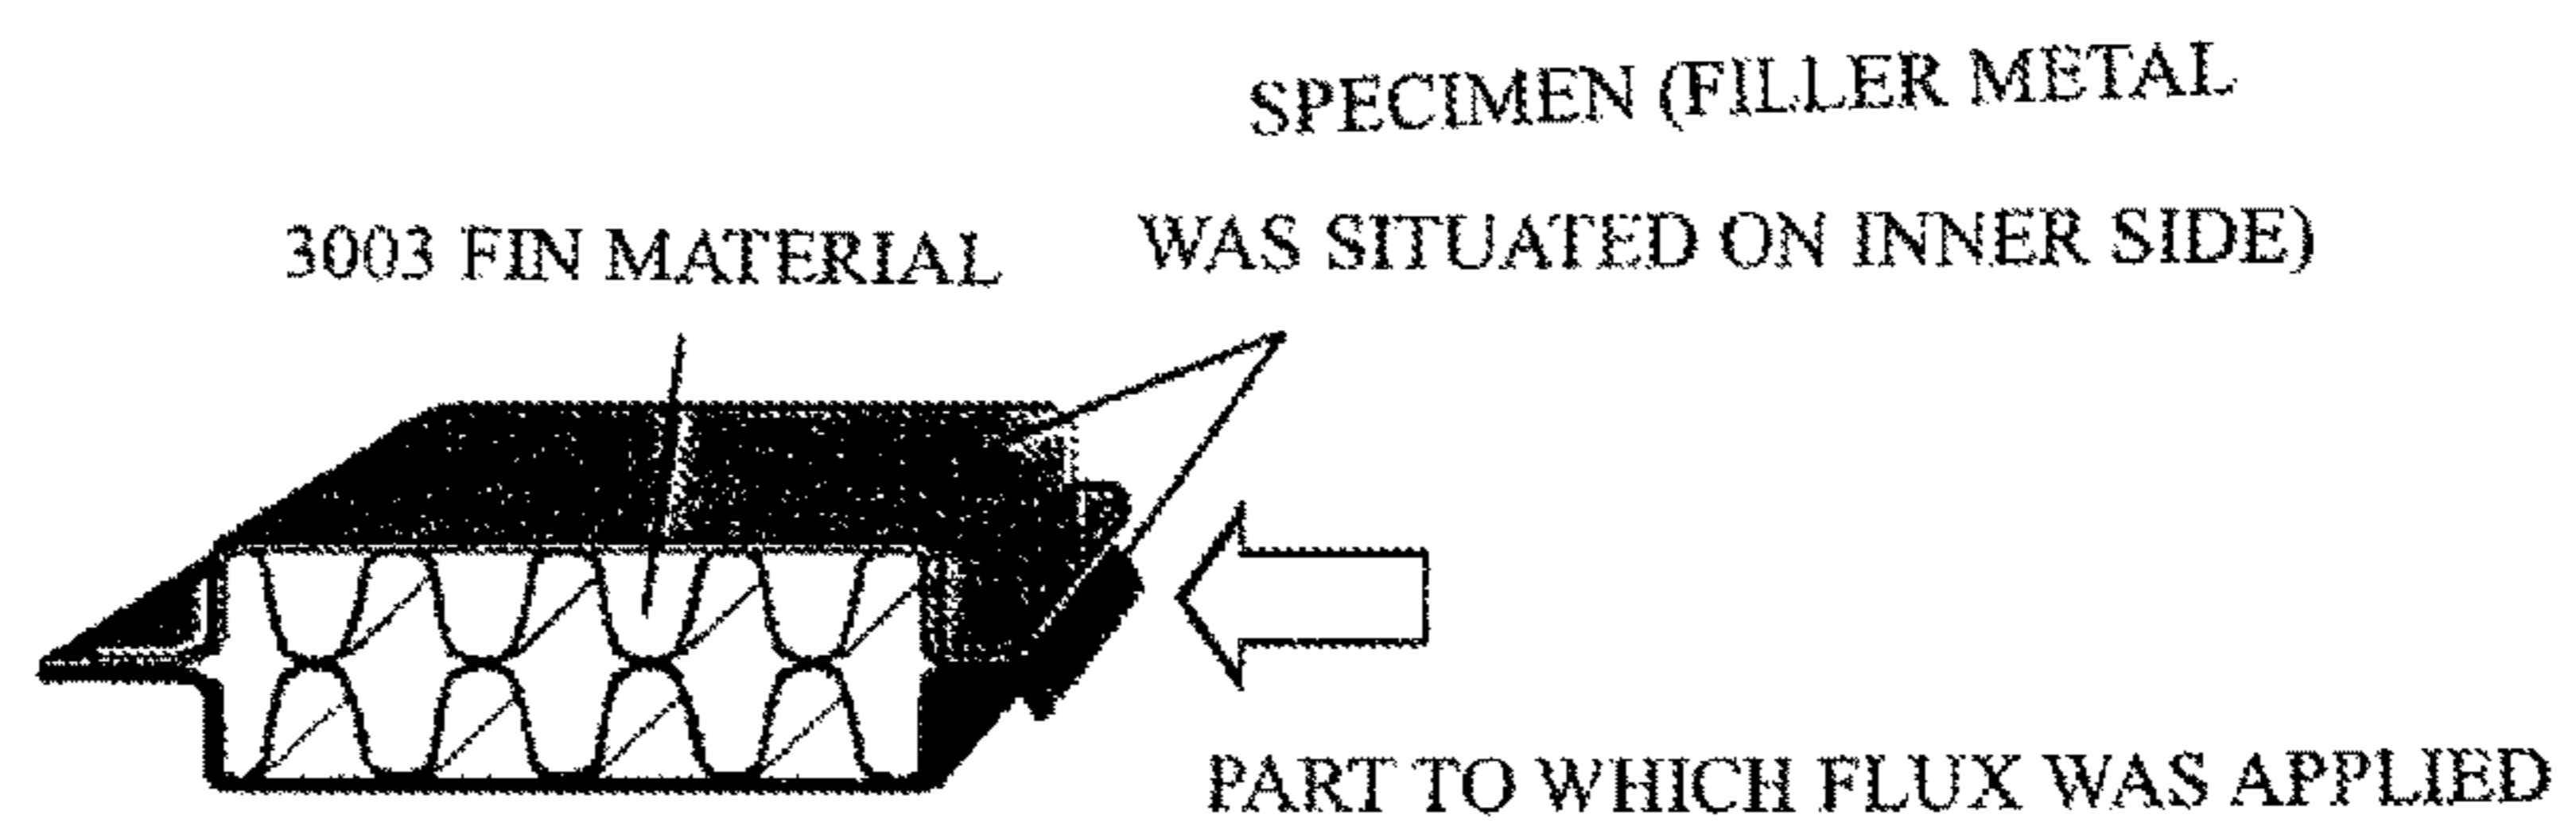 SPECIMEN (FILLER METAL
WAS SITUATED ON INNER SIDE)
3003 FIN MATERIAL
PART TO WHICH FLUX WAS APPLIED